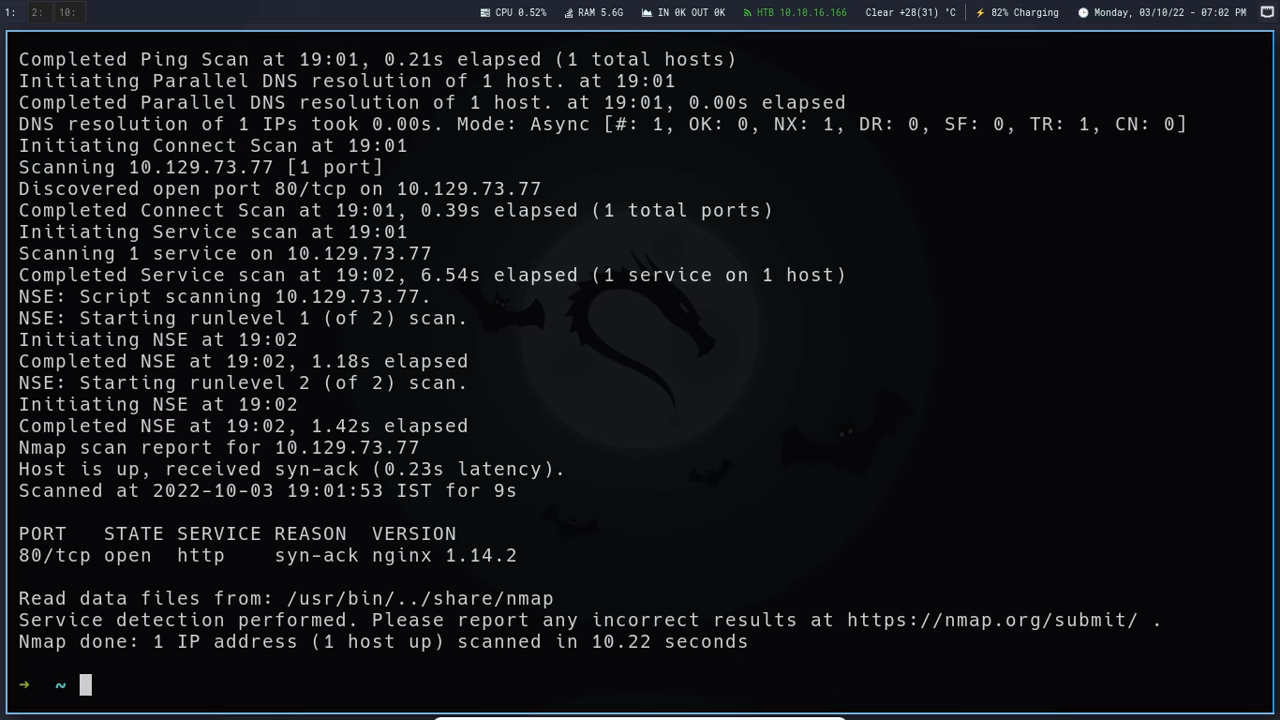 1: 2: 10: CPU 0.52% RAM 5.6G IN 0K OUT 0K HTB 10.10.16.166 Clear +28(31) °C ⚡ 82% Charging Monday, 03/10/22 - 07:02 PM
Completed Ping Scan at 19:01, 0.21s elapsed (1 total hosts)
Initiating Parallel DNS resolution of 1 host. at 19:01
Completed Parallel DNS resolution of 1 host. at 19:01, 0.00s elapsed
DNS resolution of 1 IPs took 0.00s. Mode: Async [#: 1, OK: 0, NX: 1, DR: 0, SF: 0, TR: 1, CN: 0]
Initiating Connect Scan at 19:01
Scanning 10.129.73.77 [1 port]
Discovered open port 80/tcp on 10.129.73.77
Completed Connect Scan at 19:01, 0.39s elapsed (1 total ports)
Initiating Service scan at 19:01
Scanning 1 service on 10.129.73.77
Completed Service scan at 19:02, 6.54s elapsed (1 service on 1 host)
NSE: Script scanning 10.129.73.77.
NSE: Starting runlevel 1 (of 2) scan.
Initiating NSE at 19:02
Completed NSE at 19:02, 1.18s elapsed
NSE: Starting runlevel 2 (of 2) scan.
Initiating NSE at 19:02
Completed NSE at 19:02, 1.42s elapsed
Nmap scan report for 10.129.73.77
Host is up, received syn-ack (0.23s latency).
Scanned at 2022-10-03 19:01:53 IST for 9s
PORT STATE SERVICE REASON VERSION
80/tcp open http syn-ack nginx 1.14.2
Read data files from: /usr/bin/../share/nmap
Service detection performed. Please report any incorrect results at https://nmap.org/submit/ .
Nmap done: 1 IP address (1 host up) scanned in 10.22 seconds
→ ~